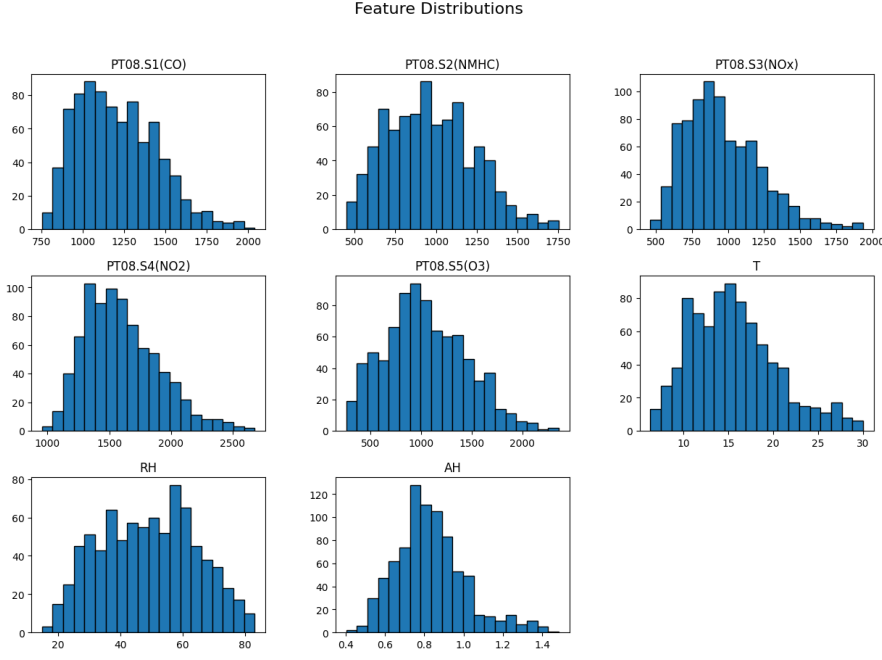 Feature Distributions
PT08.S1(CO)
80
60
40
20
0
750 1000 1250 1500 1750 2000
PT08.S2(NMHC)
80
60
40
20
0
500 750 1000 1250 1500 1750
PT08.S3(NOx)
100
80
60
40
20
0
500 750 1000 1250 1500 1750 2000
PT08.S4(NO2)
100
80
60
40
20
0
1000 1500 2000 2500
PT08.S5(O3)
80
60
40
20
0
500 1000 1500 2000
T
80
60
40
20
0
10 15 20 25 30
RH
80
60
40
20
0
20 40 60 80
AH
120
100
80
60
40
20
0
0.4 0.6 0.8 1.0 1.2 1.4